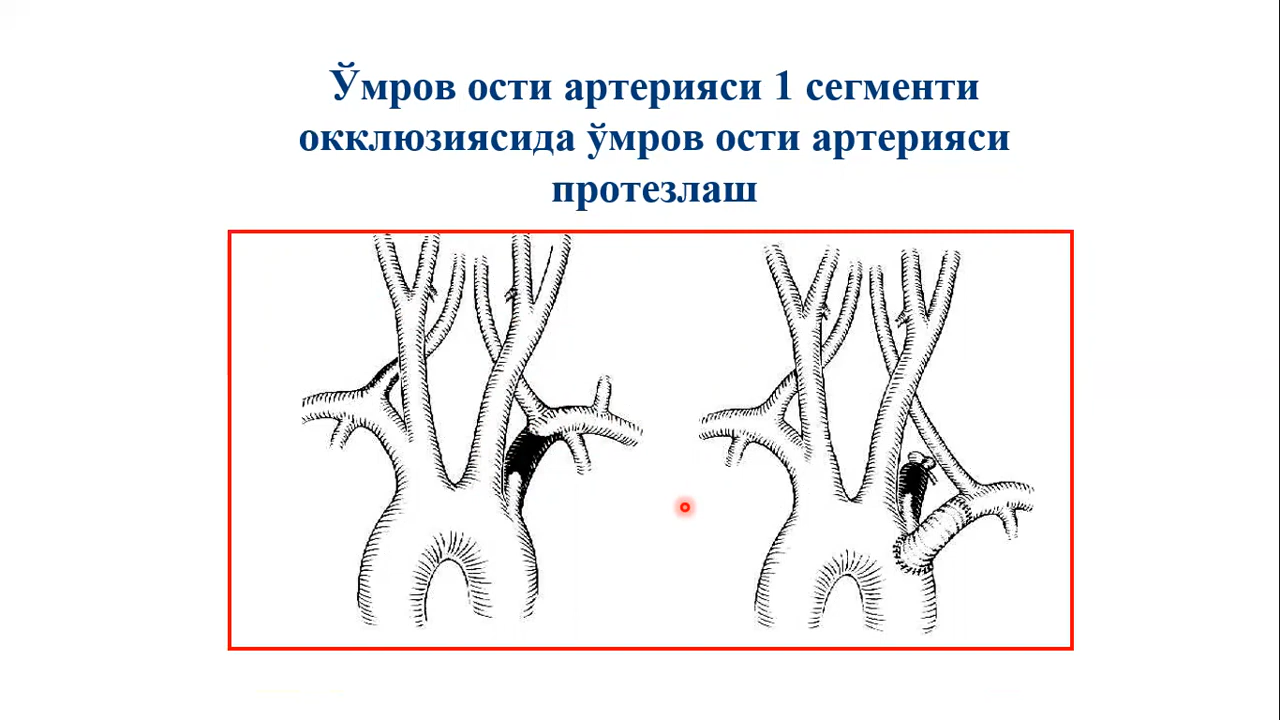 Ўмров ости артерияси 1 сегменти
окклюзиясида ўмров ости артерияси
протезлаш